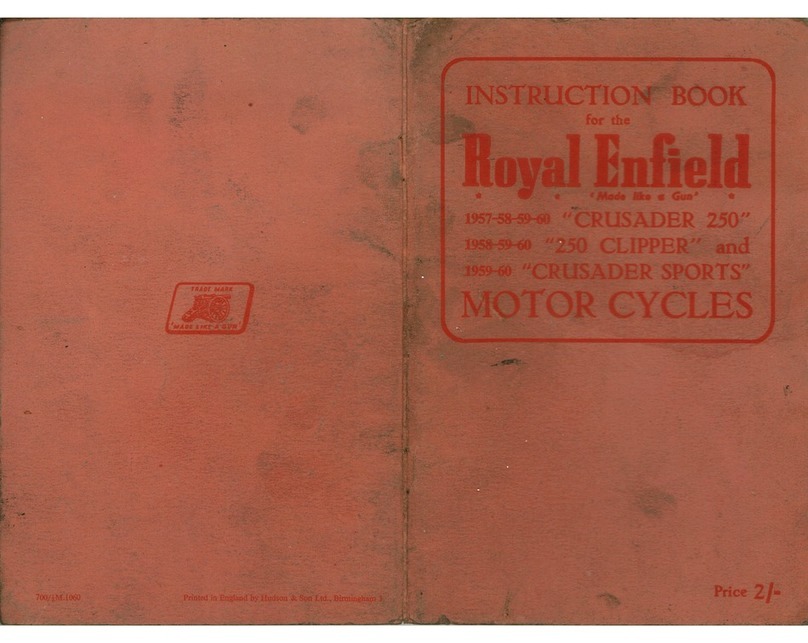 INSTRUCTION BOOK
for the
Royal Enfield
'Made like a Gun'
1957-58-59-60 "CRUSADER 250"
1958-59-60 "250 CLIPPER" and
1959-60 "CRUSADER SPORTS"
MOTOR CYCLES
Price 2/-
TRADE MARK
"MADE LIKE A GUN"
Printed in England by Hudson & Son Ltd., Birmingham